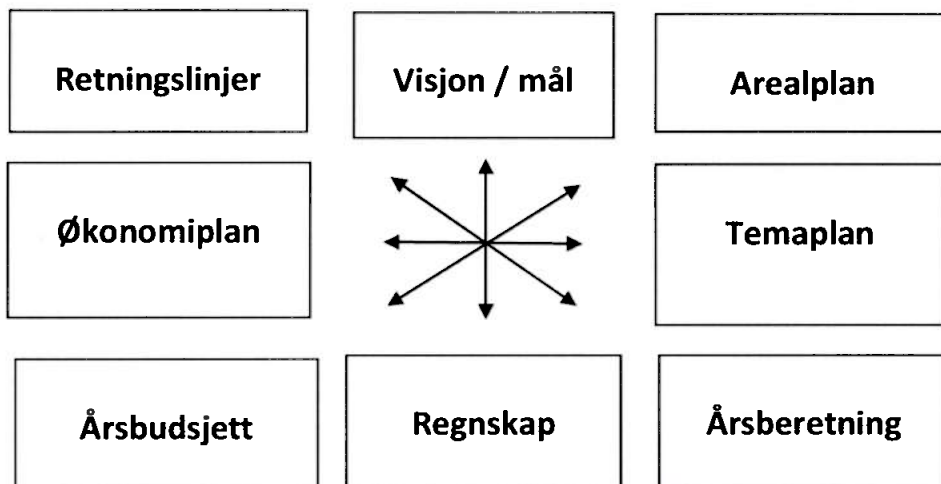 Retningslinjer
Visjon / mål
Arealplan
Økonomiplan
Temaplan
Årsbudsjett
Regnskap
Årsberetning